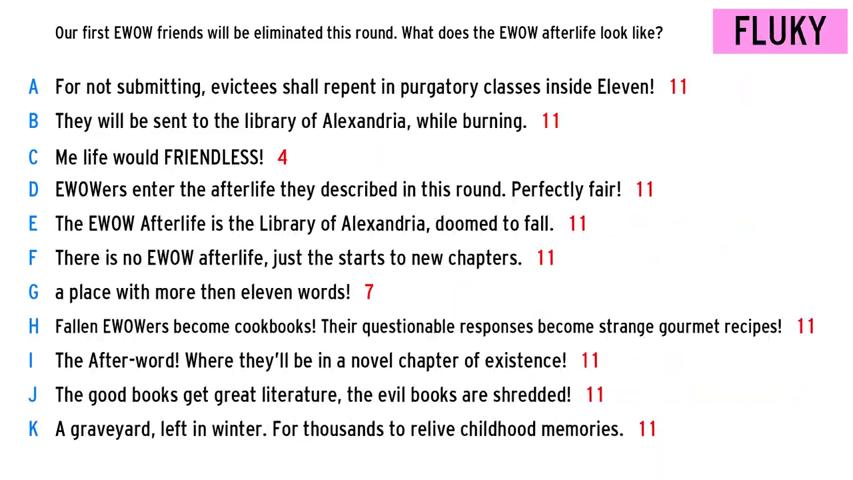 Our first EWOW friends will be eliminated this round. What does the EWOW afterlife look like?
FLUKY
A For not submitting, evictees shall repent in purgatory classes inside Eleven! 11
B They will be sent to the library of Alexandria, while burning. 11
C Me life would FRIENDLESS! 4
D EWOWers enter the afterlife they described in this round. Perfectly fair! 11
E The EWOW Afterlife is the Library of Alexandria, doomed to fall. 11
F There is no EWOW afterlife, just the starts to new chapters. 11
G a place with more then eleven words! 7
H Fallen EWOWers become cookbooks! Their questionable responses become strange gourmet recipes! 11
I The After-word! Where they'll be in a novel chapter of existence! 11
J The good books get great literature, the evil books are shredded! 11
K A graveyard, left in winter. For thousands to relive childhood memories. 11